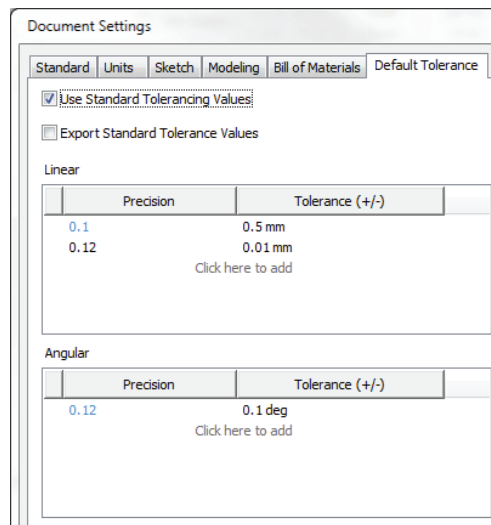 Document Settings
Standard Units Sketch Modeling Bill of Materials Default Tolerance
Use Standard Tolerancing Values
Export Standard Tolerance Values
Linear
Precision Tolerance (+/-)
0.1 0.5 mm
0.12 0.01 mm
Click here to add
Angular
Precision Tolerance (+/-)
0.12 0.1 deg
Click here to add